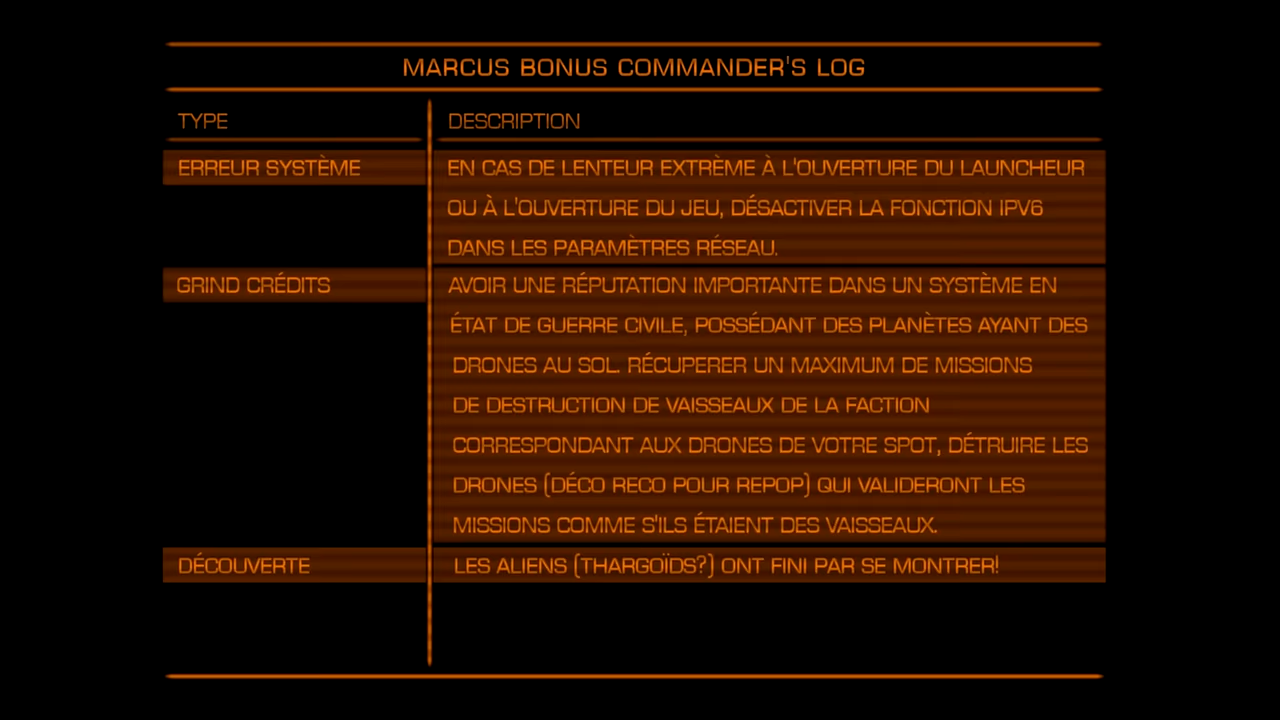 MARCUS BONUS COMMANDER'S LOG
TYPE
DESCRIPTION
ERREUR SYSTÈME
EN CAS DE LENTEUR EXTRÈME À L'OUVERTURE DU LAUNCHEUR
OU À L'OUVERTURE DU JEU, DÉSACTIVER LA FONCTION IPV6
DANS LES PARAMÈTRES RÉSEAU.
GRIND CRÉDITS
AVOIR UNE RÉPUTATION IMPORTANTE DANS UN SYSTÈME EN
ÉTAT DE GUERRE CIVILE, POSSÉDANT DES PLANÈTES AYANT DES
DRONES AU SOL. RÉCUPERER UN MAXIMUM DE MISSIONS
DE DESTRUCTION DE VAISSEAUX DE LA FACTION
CORRESPONDANT AUX DRONES DE VOTRE SPOT, DÉTRUIRE LES
DRONES (DÉCO RECO POUR REPOP) QUI VALIDERONT LES
MISSIONS COMME S'ILS ÉTAIENT DES VAISSEAUX.
DÉCOUVERTE
LES ALIENS (THARGOÏDS?) ONT FINI PAR SE MONTRER!